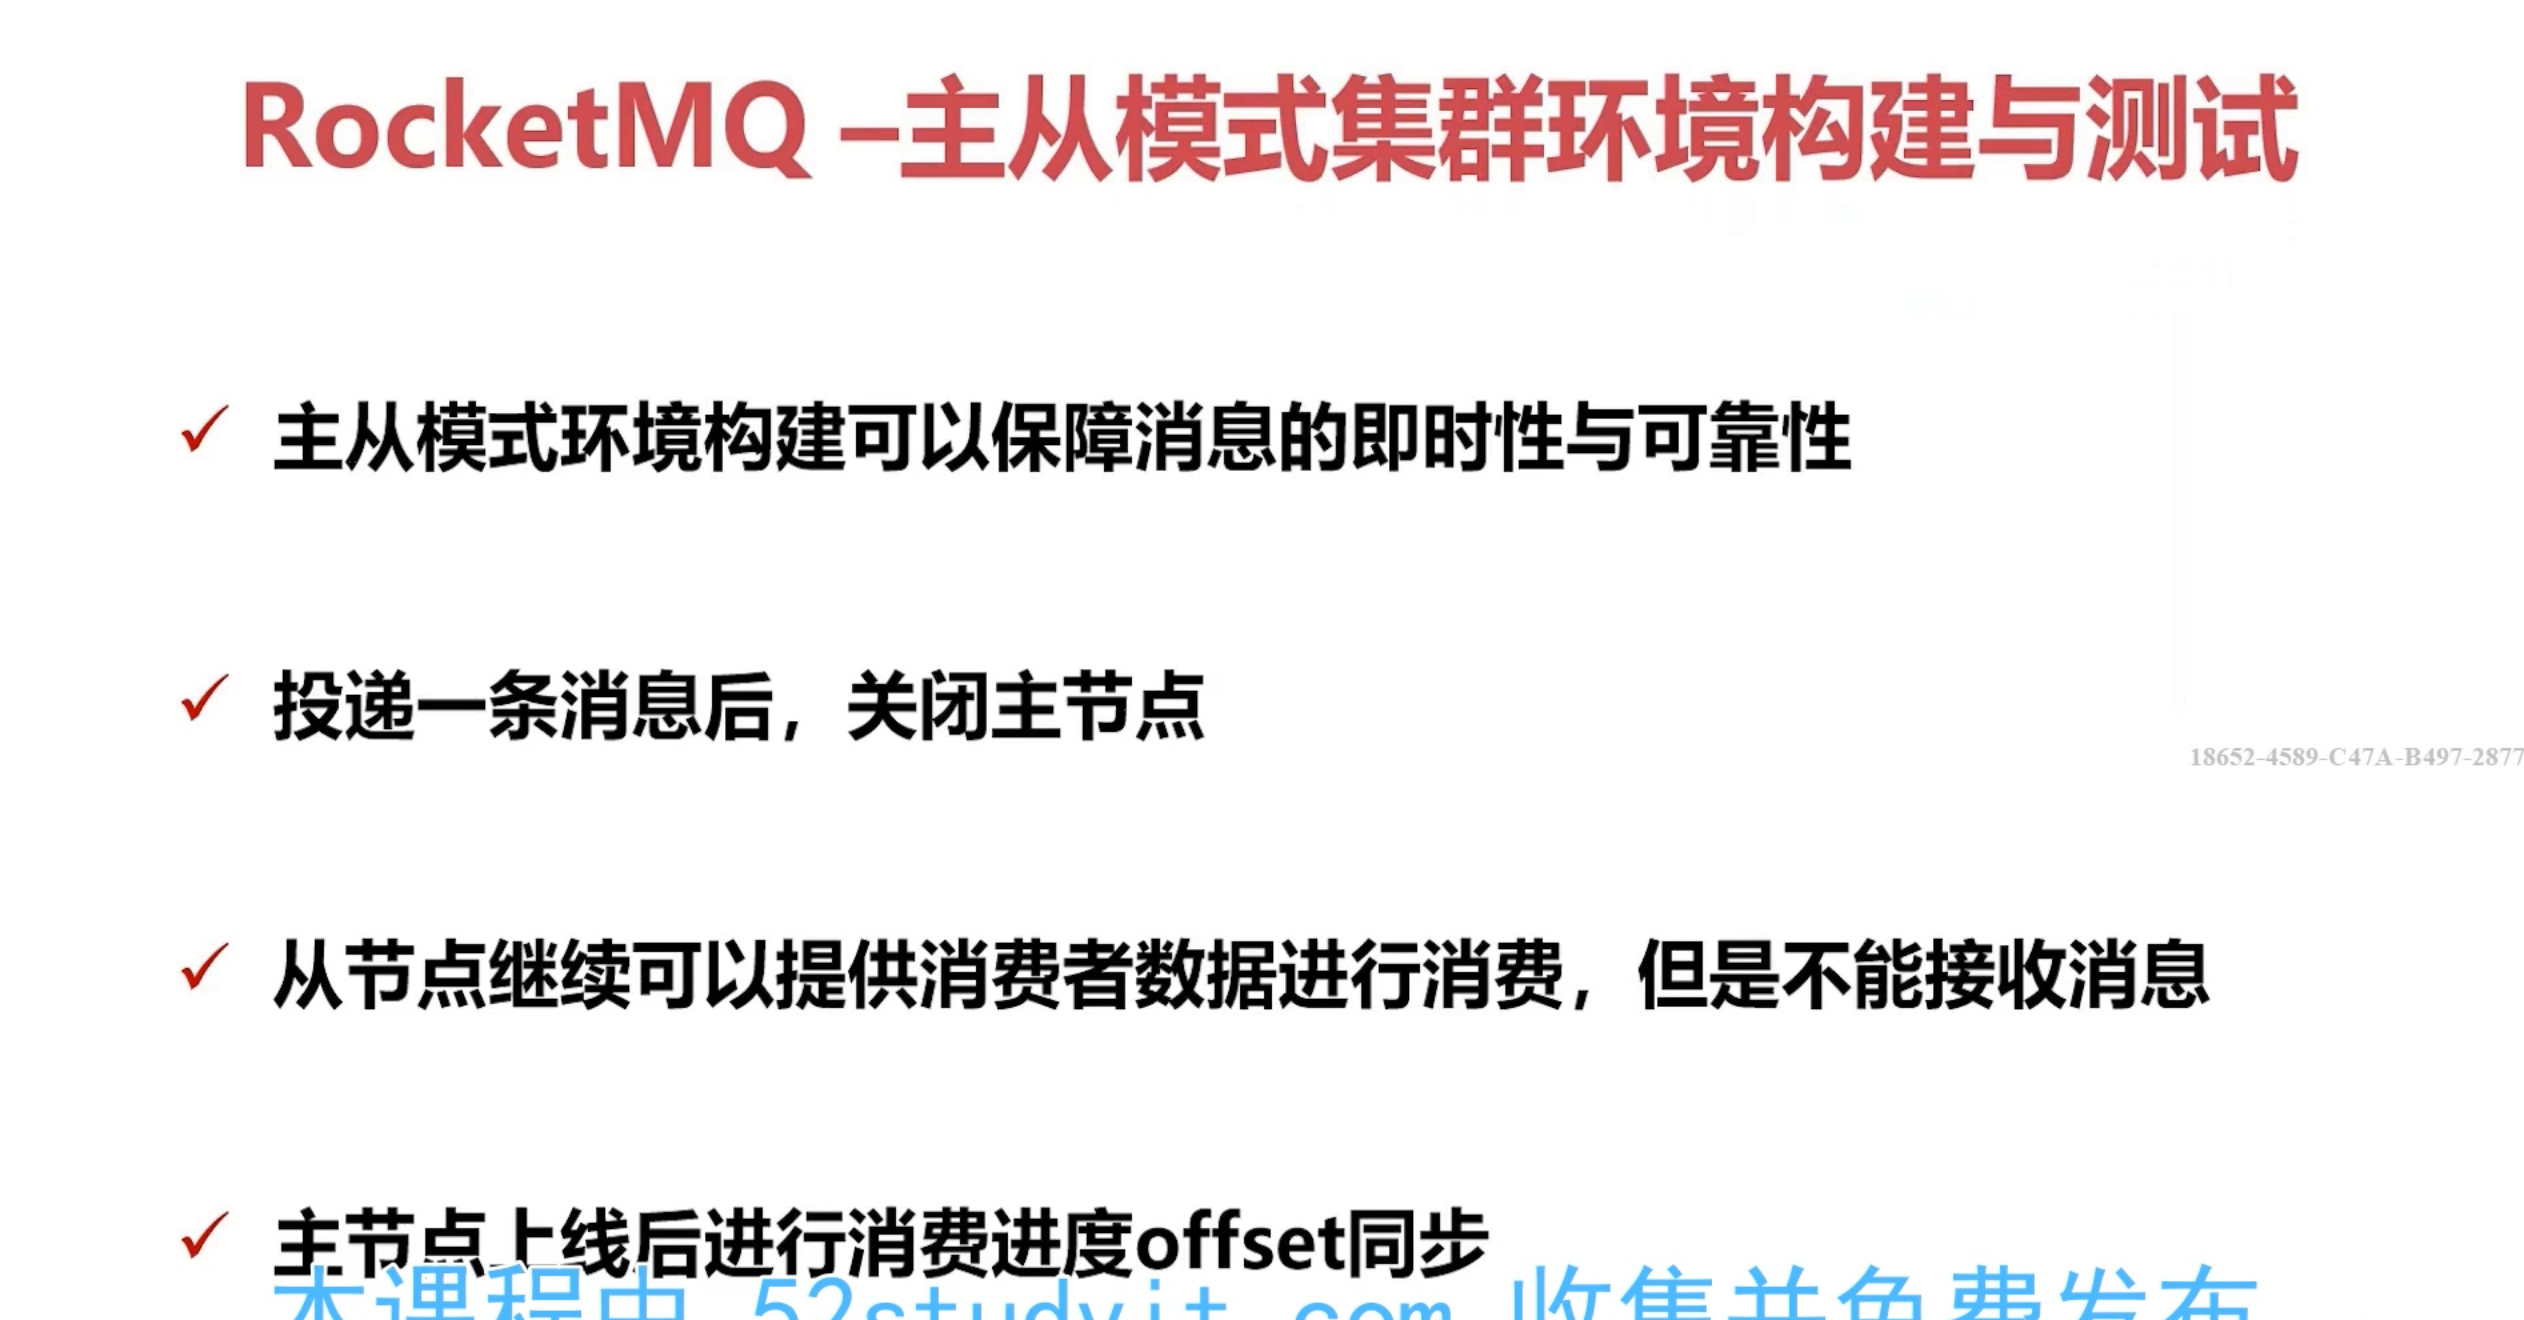 RocketMQ –主从模式集群环境构建与测试
✓ 主从模式环境构建可以保障消息的即时性与可靠性
✓ 投递一条消息后，关闭主节点
18652-4589-C47A-B497-2877
✓ 从节点继续可以提供消费者数据进行消费，但是不能接收消息
✓ 主节点上线后进行消费进度offset同步
本课程由 52studyit.com 收集并免费发布